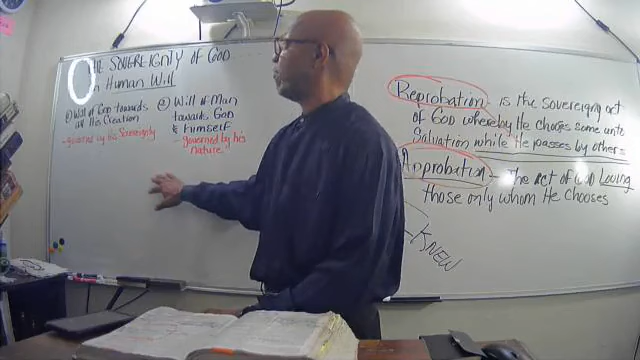 THE SOVEREIGNTY OF GOD
in Human Will
① Will of God towards
all His Creation
- governed by his Sovereignty
② Will of Man
towards God
& himself
- governed by his
nature
Reprobation - is the sovereign act
of God whereby He chooses some unto
Salvation while He passes by others
Approbation - The act of God Loving
those only whom He Chooses
KNEW